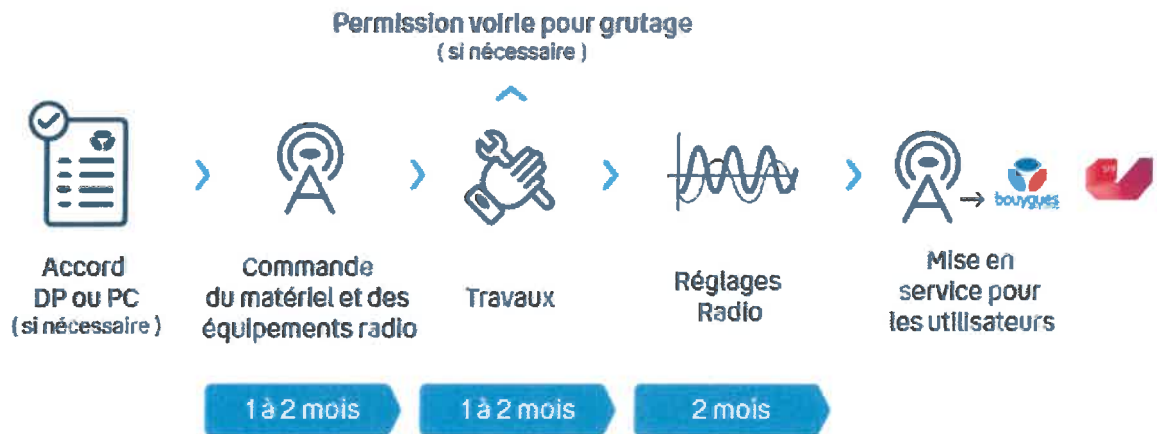 Permission voirie pour grutage
( si nécessaire )
Accord
DP ou PC
( si nécessaire )
Commande
du matériel et des
équipements radio
Travaux
Réglages
Radio
bouygues
Mise en
service pour
les utilisateurs
1 à 2 mois
1 à 2 mois
2 mois